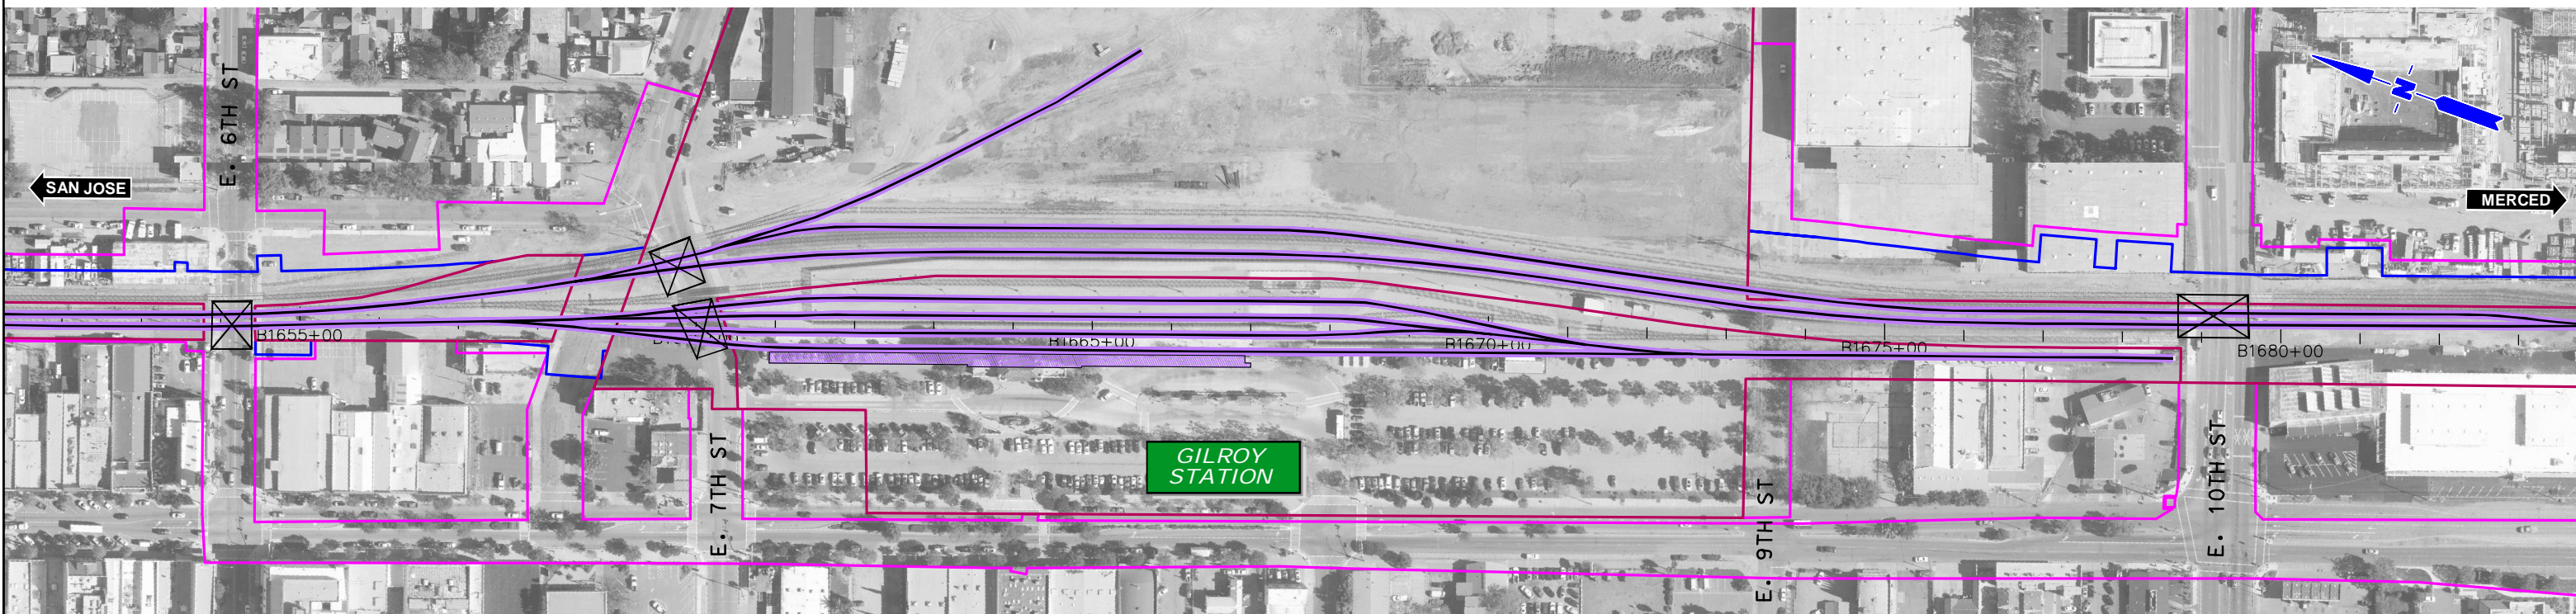 E. 6TH ST
SAN JOSE
N
MERCED
B1655+00
B1665+00
B1670+00
B1675+00
B1680+00
GILROY
STATION
E. 7TH ST
E. 9TH ST
E. 10TH ST